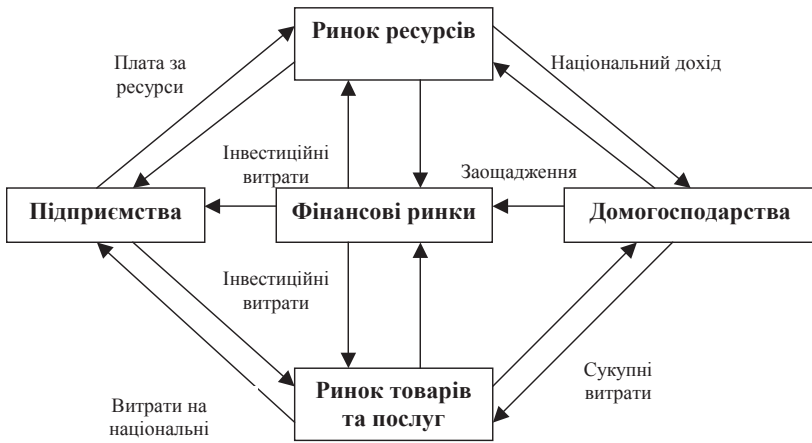 Ринок ресурсів
Плата за
ресурси
Національний дохід
Інвестиційні
витрати
Заощадження
Підприємства
Фінансові ринки
Домогосподарства
Інвестиційні
витрати
Ринок товарів
та послуг
Сукупні
витрати
Витрати на
національні